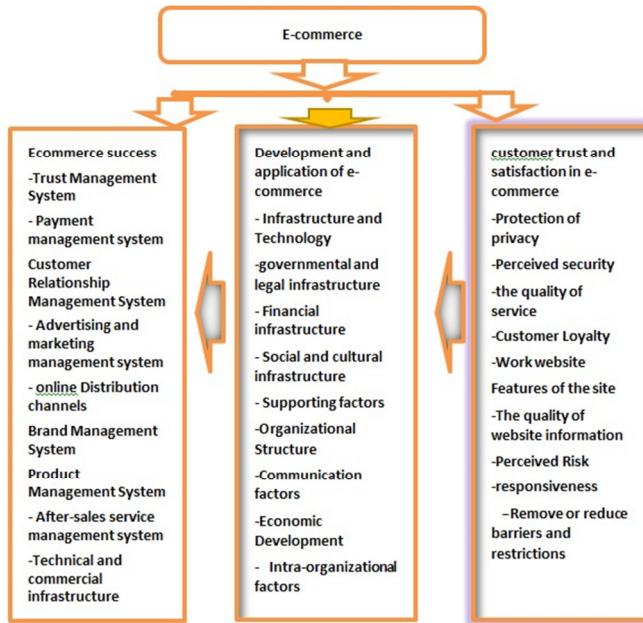 E-commerce
Ecommerce success
-Trust Management
System
- Payment
management system
Customer
Relationship
Management System
- Advertising and
marketing
management system
- online Distribution
channels
Brand Management
System
Product
Management System
- After-sales service
management system
-Technical and
commercial
infrastructure
Development and
application of e-
commerce
- Infrastructure and
Technology
-governmental and
legal infrastructure
- Financial
infrastructure
- Social and cultural
infrastructure
- Supporting factors
-Organizational
Structure
-Communication
factors
-Economic
Development
- Intra-organizational
factors
customer trust and
satisfaction in e-
commerce
-Protection of
privacy
-Perceived security
-the quality of
service
-Customer Loyalty
-Work website
Features of the site
-The quality of
website information
-Perceived Risk
-responsiveness
–Remove or reduce
barriers and
restrictions